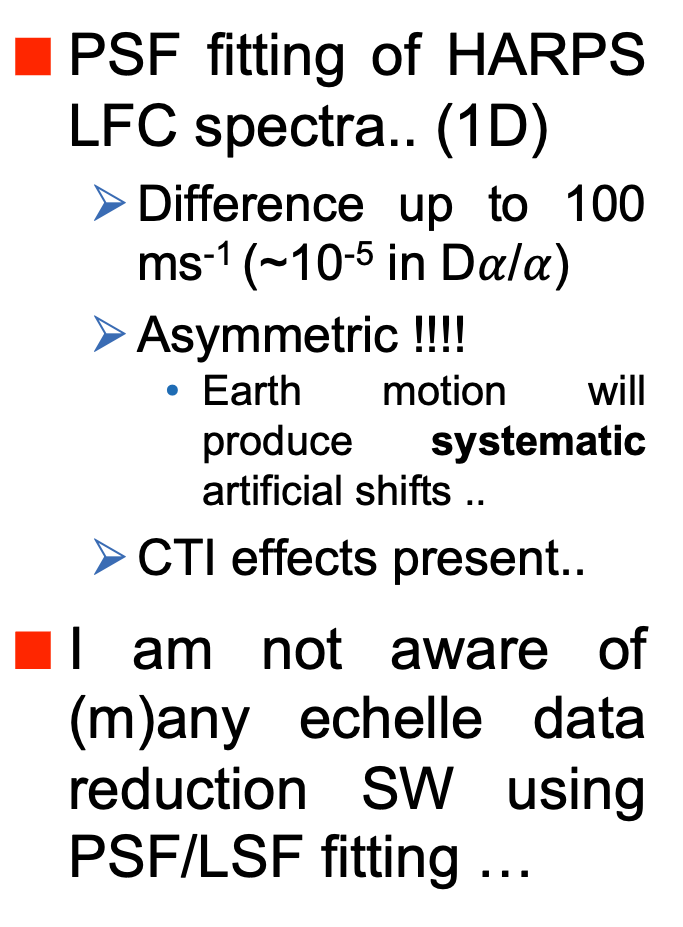 PSF fitting of HARPS
LFC spectra.. (1D)
Difference up to 100
ms⁻¹ (~10⁻⁵ in D𝛼/𝛼)
Asymmetric !!!!
Earth motion will
produce systematic
artificial shifts ..
CTI effects present..
I am not aware of
(m)any echelle data
reduction SW using
PSF/LSF fitting …